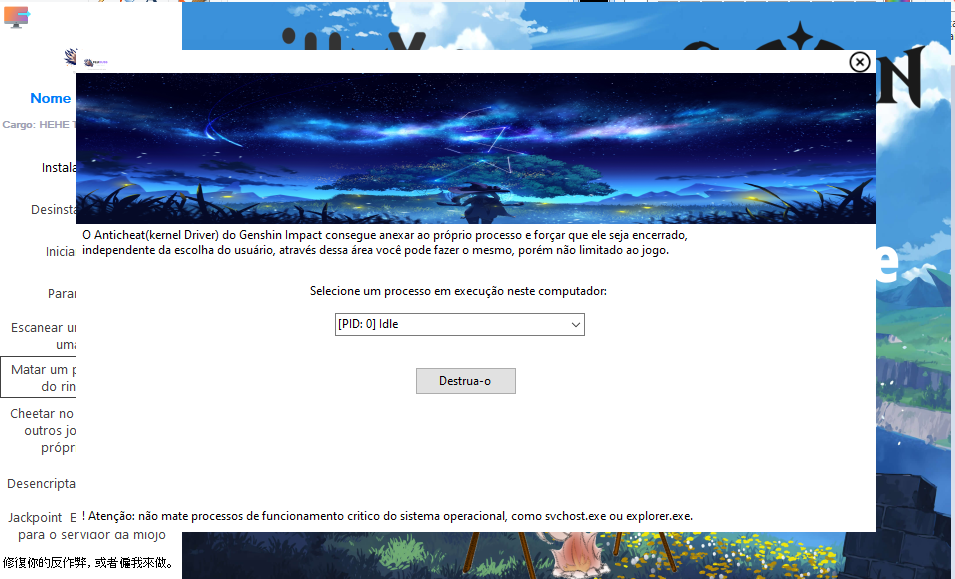 Nome
Cargo: HEHE
Instala
Desinsta
Inicia
Para
Escanear u
uma
Matar um p
do rin
Cheetar no
outros jo
própr
Desencripta
Jackpoint E
para o servidor da miojo
修復你的反作弊, 或者僱我來做。
O Anticheat(kernel Driver) do Genshin Impact consegue anexar ao próprio processo e forçar que ele seja encerrado,
independente da escolha do usuário, através dessa área você pode fazer o mesmo, porém não limitado ao jogo.
Selecione um processo em execução neste computador:
[PID: 0] Idle
Destrua-o
! Atenção: não mate processos de funcionamento critico do sistema operacional, como svchost.exe ou explorer.exe.
N
e